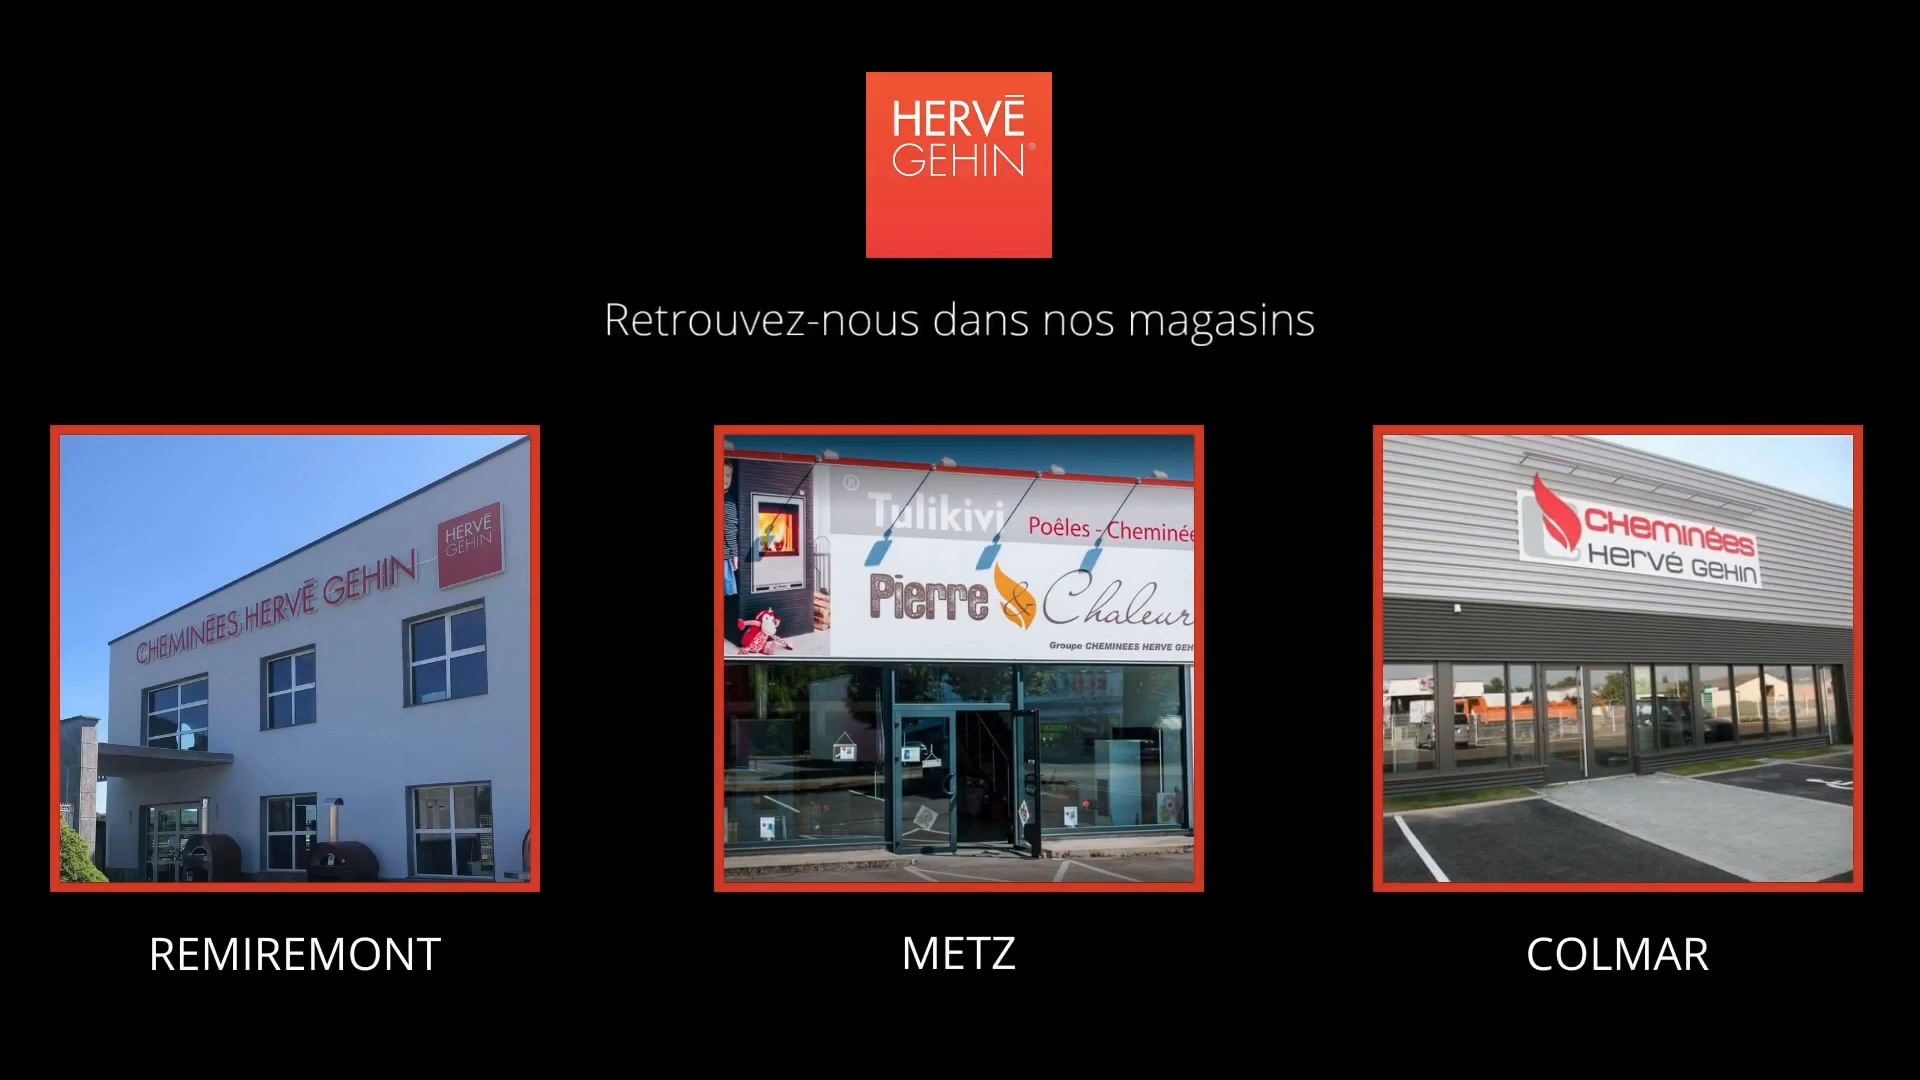 HERVĒ
GEHIN®
Retrouvez-nous dans nos magasins
CHEMINĒES HERVĒ GEHIN
HERVĒ
GEHIN
®
Tulikivi
Poêles - Cheminée
Pierre & Chaleur
Groupe CHEMINEES HERVE GEH
cheminées
Hervé GEHIN
REMIREMONT
METZ
COLMAR